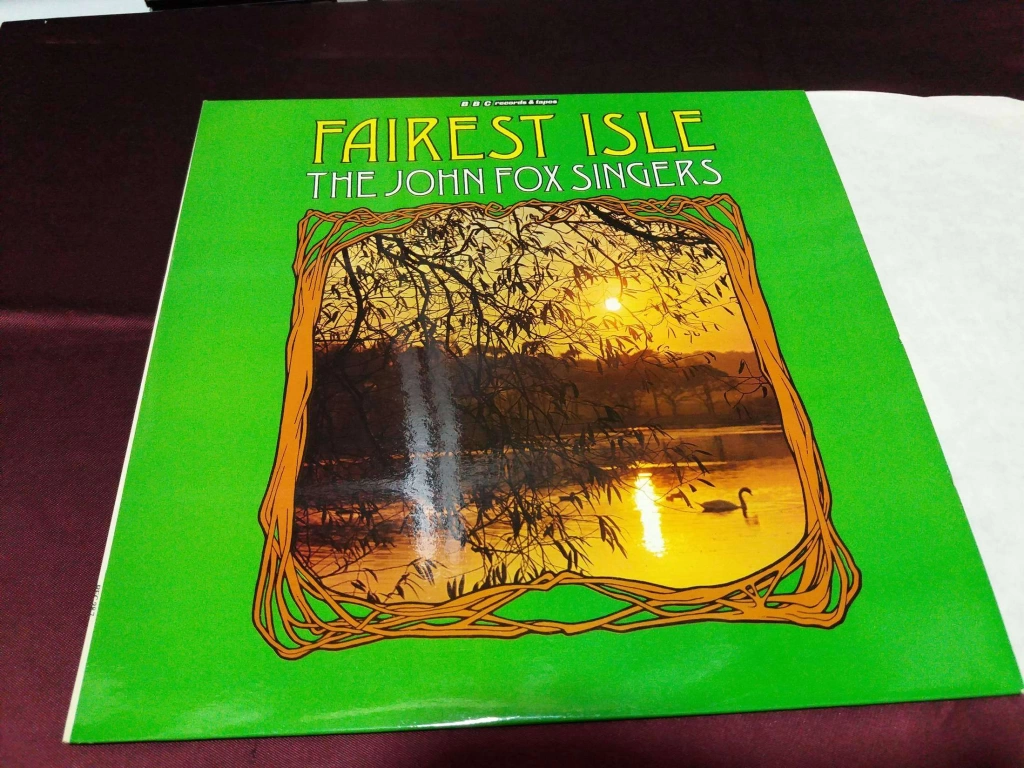 BBC records & tapes
FAIREST ISLE
THE JOHN FOX SINGERS